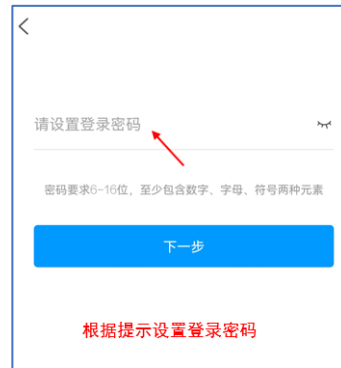 请设置登录密码
密码要求6-16位，至少包含数字、字母、符号两种元素
下一步
根据提示设置登录密码